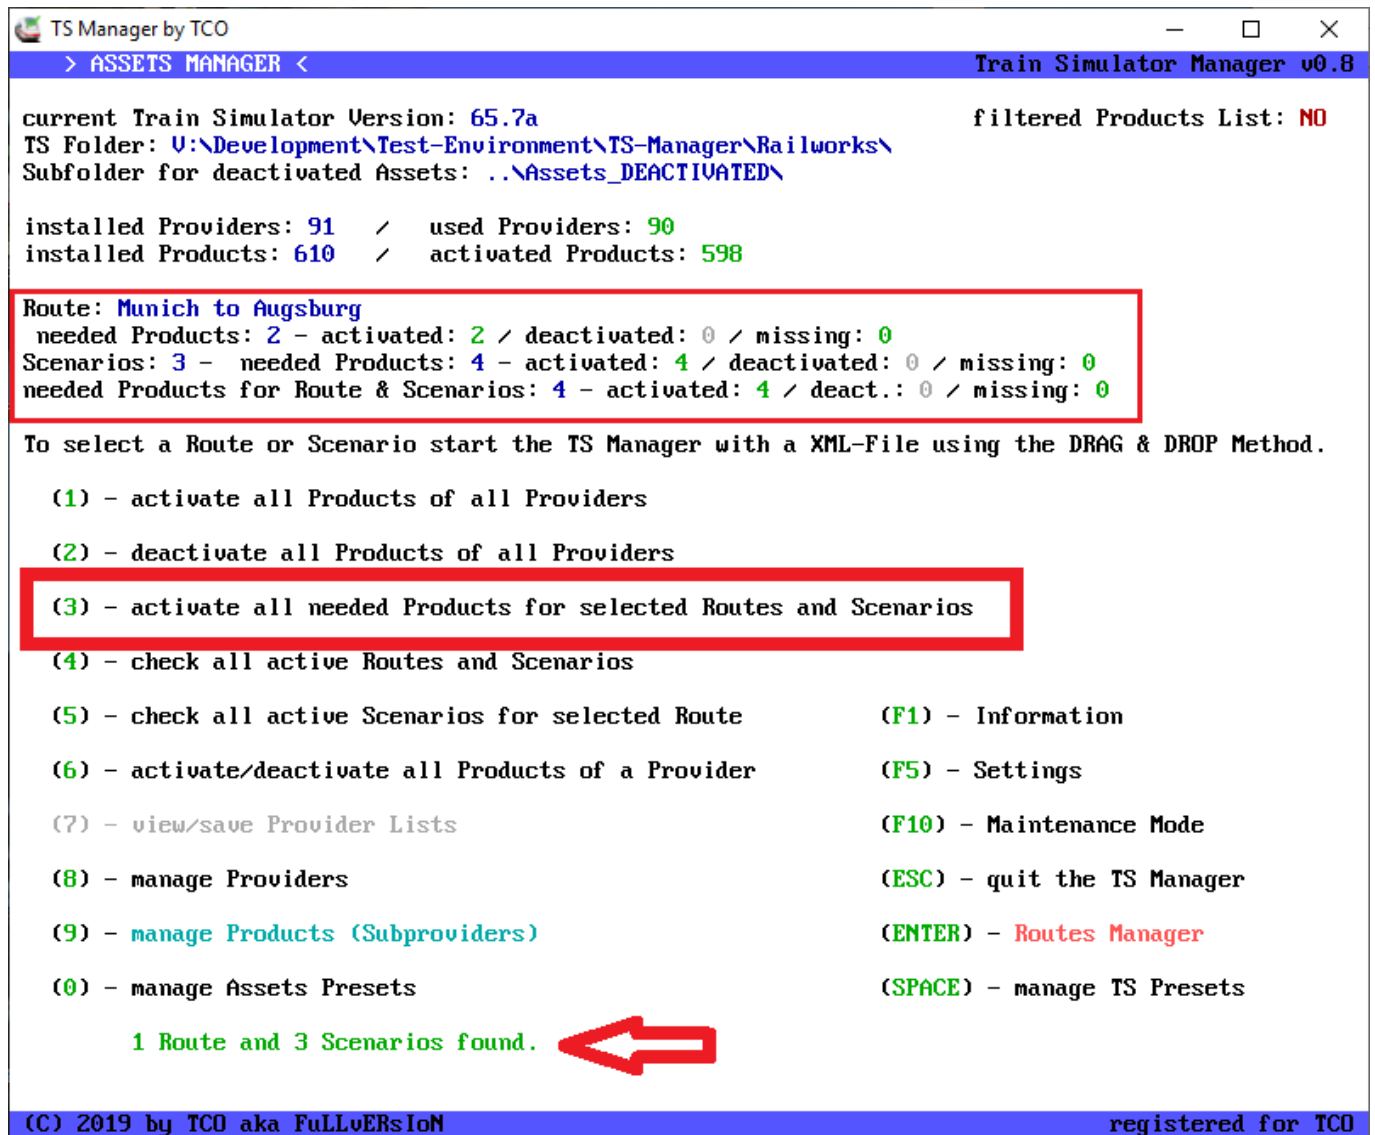 TS Manager by TCO
> ASSETS MANAGER <
Train Simulator Manager v0.8
current Train Simulator Version: 65.7a
filtered Products List: NO
TS Folder: V:\Development\Test-Environment\TS-Manager\Railworks\
Subfolder for deactivated Assets: ..\Assets_DEACTIVATED\
installed Providers: 91 / used Providers: 90
installed Products: 610 / activated Products: 598
Route: Munich to Augsburg
needed Products: 2 - activated: 2 / deactivated: 0 / missing: 0
Scenarios: 3 - needed Products: 4 - activated: 4 / deactivated: 0 / missing: 0
needed Products for Route & Scenarios: 4 - activated: 4 / deact.: 0 / missing: 0
To select a Route or Scenario start the TS Manager with a XML-File using the DRAG & DROP Method.
(1) - activate all Products of all Providers
(2) - deactivate all Products of all Providers
(3) - activate all needed Products for selected Routes and Scenarios
(4) - check all active Routes and Scenarios
(5) - check all active Scenarios for selected Route
(F1) - Information
(6) - activate/deactivate all Products of a Provider
(F5) - Settings
(7) - view/save Provider Lists
(F10) - Maintenance Mode
(8) - manage Providers
(ESC) - quit the TS Manager
(9) - manage Products (Subproviders)
(ENTER) - Routes Manager
(0) - manage Assets Presets
(SPACE) - manage TS Presets
1 Route and 3 Scenarios found.
(C) 2019 by TCO aka FuLLvERsIoN
registered for TCO